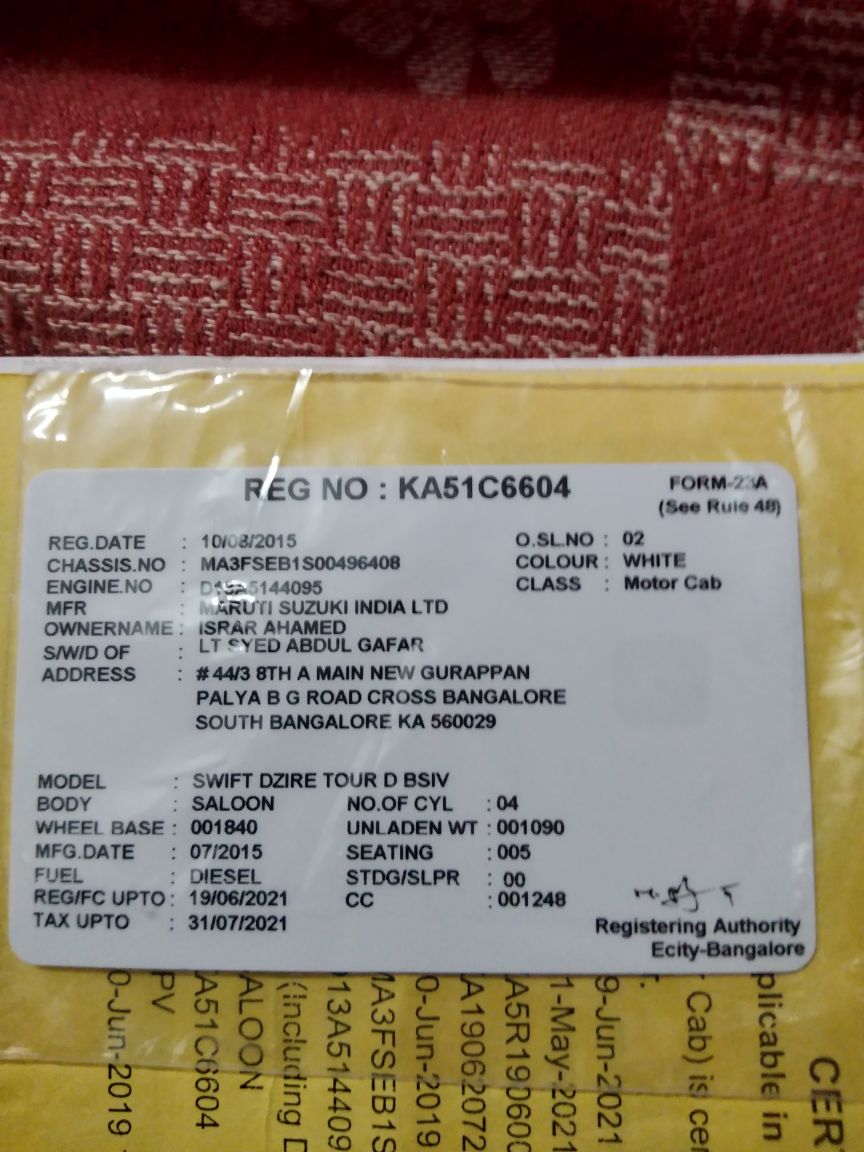 REG NO : KA51C6604
FORM-23A
(See Rule 48)
REG.DATE : 10/08/2015
O.SL.NO : 02
CHASSIS.NO : MA3FSEB1S00496408
COLOUR : WHITE
ENGINE.NO : D13A5144095
CLASS : Motor Cab
MFR : MARUTI SUZUKI INDIA LTD
OWNERNAME : ISRAR AHAMED
S/W/D OF : LT SYED ABDUL GAFAR
ADDRESS : # 44/3 8TH A MAIN NEW GURAPPAN
PALYA B G ROAD CROSS BANGALORE
SOUTH BANGALORE KA 560029
MODEL : SWIFT DZIRE TOUR D BSIV
BODY : SALOON NO.OF CYL : 04
WHEEL BASE : 001840 UNLADEN WT : 001090
MFG.DATE : 07/2015 SEATING : 005
FUEL : DIESEL STDG/SLPR : 00
REG/FC UPTO : 19/06/2021 CC : 001248
TAX UPTO : 31/07/2021
Registering Authority
Ecity-Bangalore
CER
plicable in
Cab) is cer
9-Jun-2021
1-May-2021
A5R190600
A19062072
0-Jun-2019
MA3FSEB1S
13A514409
(Including D
ALOON
A51C6604
PV
0-Jun-2019